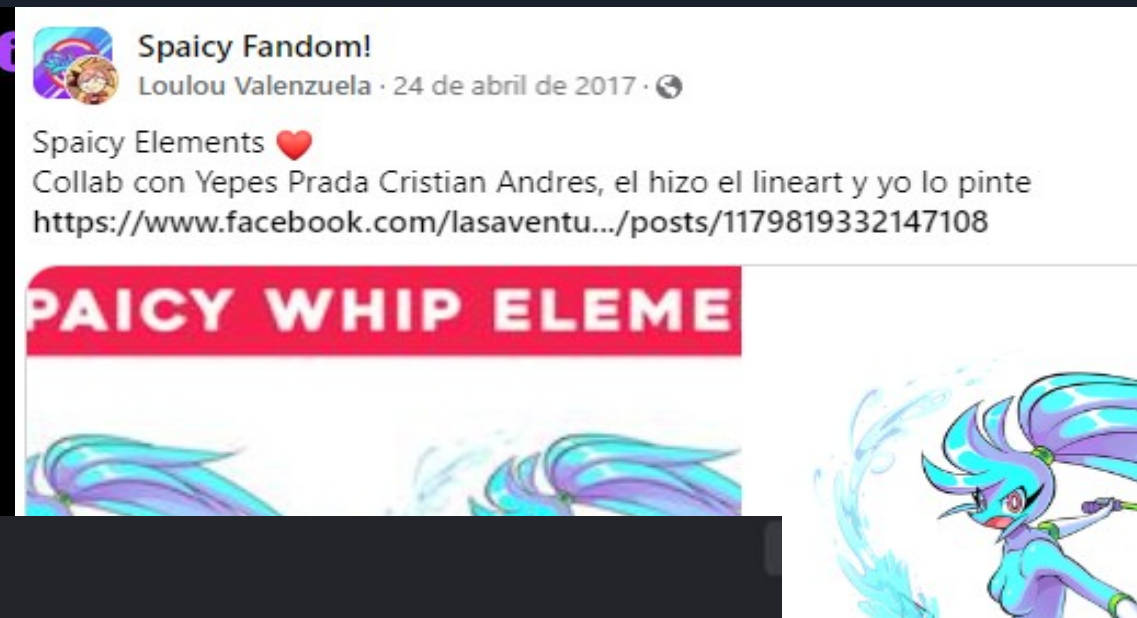 Spaicy Fandom!
Loulou Valenzuela · 24 de abril de 2017 ·
Spaicy Elements ❤️
Collab con Yepes Prada Cristian Andres, el hizo el lineart y yo lo pinte
https://www.facebook.com/lasaventu.../posts/1179819332147108
PAICY WHIP ELEME